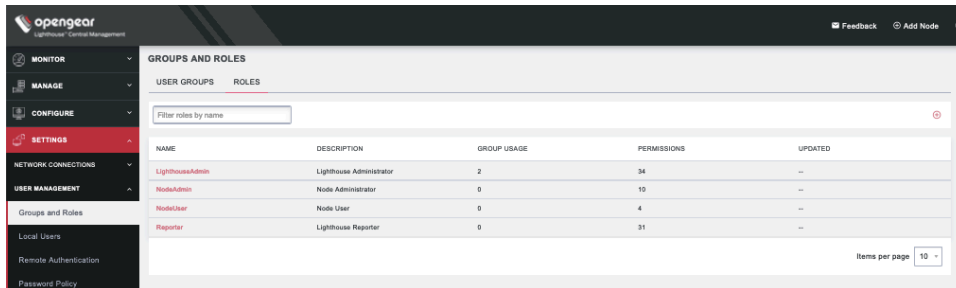 opengear
Lighthouse™ Central Management
Feedback
Add Node
MONITOR
MANAGE
CONFIGURE
SETTINGS
NETWORK CONNECTIONS
USER MANAGEMENT
Groups and Roles
Local Users
Remote Authentication
Password Policy
GROUPS AND ROLES
USER GROUPS ROLES
Filter roles by name
NAME DESCRIPTION GROUP USAGE PERMISSIONS UPDATED
LighthouseAdmin Lighthouse Administrator 2 34 --
NodeAdmin Node Administrator 0 10 --
NodeUser Node User 0 4 --
Reporter Lighthouse Reporter 0 31 --
Items per page 10